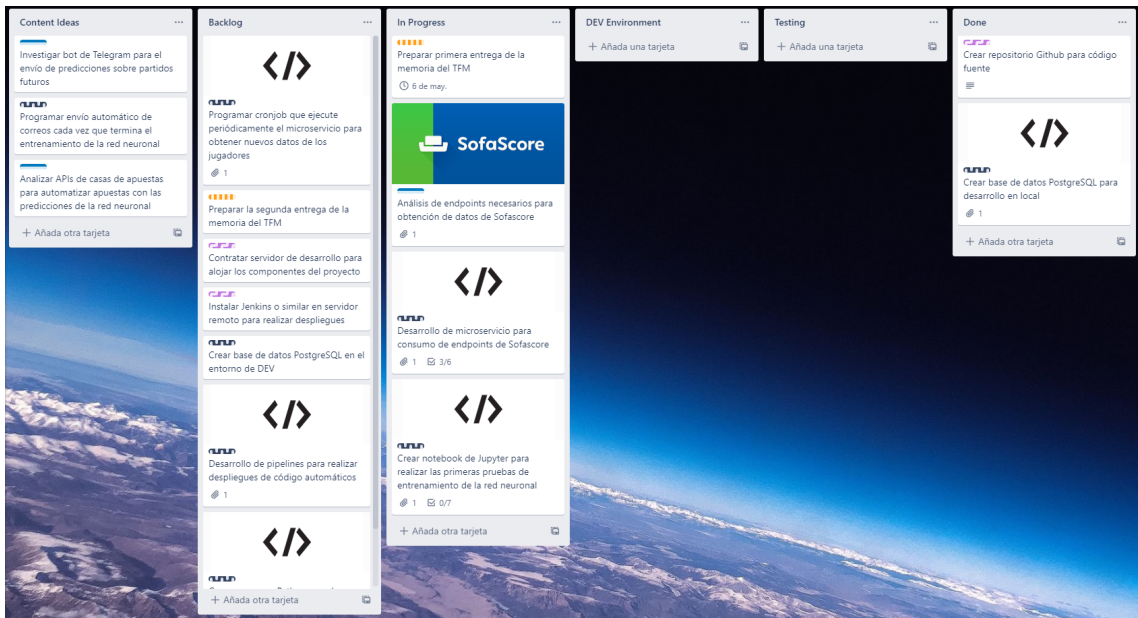 Content Ideas
Investigar bot de Telegram para el
envío de predicciones sobre partidos
futuros
Programar envío automático de
correos cada vez que termina el
entrenamiento de la red neuronal
Analizar APIs de casas de apuestas
para automatizar apuestas con las
predicciones de la red neuronal
+ Añada otra tarjeta
Backlog
</>
Programar cronjob que ejecute
periódicamente el microservicio para
obtener nuevos datos de los
jugadores
1
Preparar la segunda entrega de la
memoria del TFM
Contratar servidor de desarrollo para
alojar los componentes del proyecto
Instalar Jenkins o similar en servidor
remoto para realizar despliegues
Crear base de datos PostgreSQL en el
entorno de DEV
</>
Desarrollo de pipelines para realizar
despliegues de código automáticos
1
</>
+ Añada otra tarjeta
In Progress
Preparar primera entrega de la
memoria del TFM
6 de may.
SofaScore
Análisis de endpoints necesarios para
obtención de datos de Sofascore
1
</>
Desarrollo de microservicio para
consumo de endpoints de Sofascore
1 3/6
</>
Crear notebook de Jupyter para
realizar las primeras pruebas de
entrenamiento de la red neuronal
1 0/7
+ Añada otra tarjeta
DEV Environment
+ Añada una tarjeta
Testing
+ Añada una tarjeta
Done
Crear repositorio Github para código
fuente
</>
Crear base de datos PostgreSQL para
desarrollo en local
1
+ Añada otra tarjeta